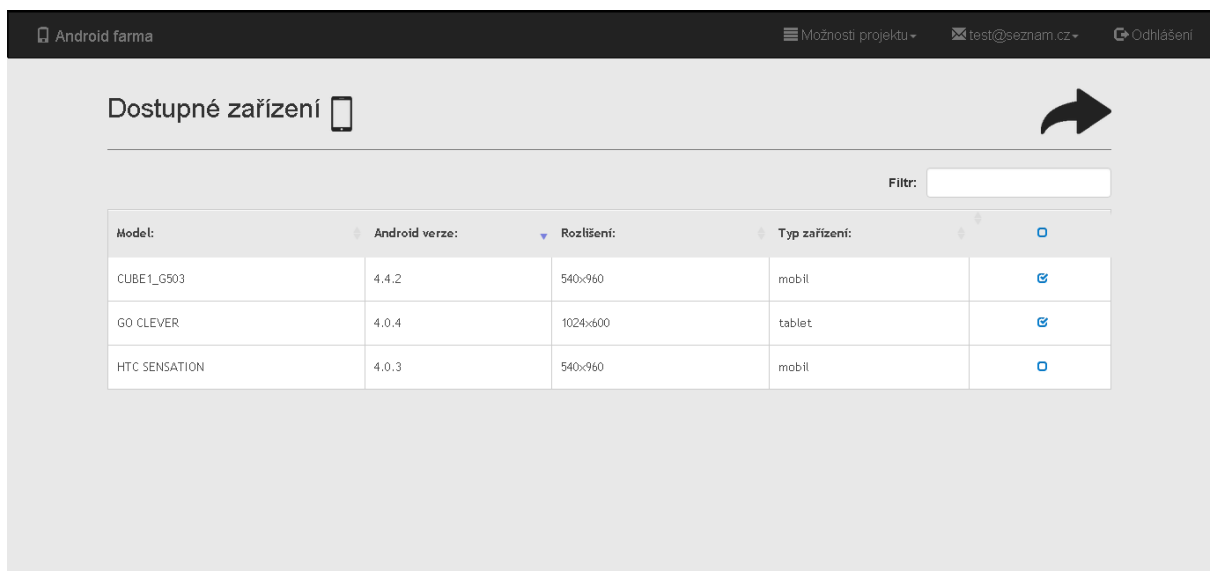 Android farma Možnosti projektu test@seznam.cz Odhlášení
Dostupné zařízení
Filtr:
Model: Android verze: Rozlišení: Typ zařízení:
CUBE1_G503 4.4.2 540x960 mobil
GO CLEVER 4.0.4 1024x600 tablet
HTC SENSATION 4.0.3 540x960 mobil